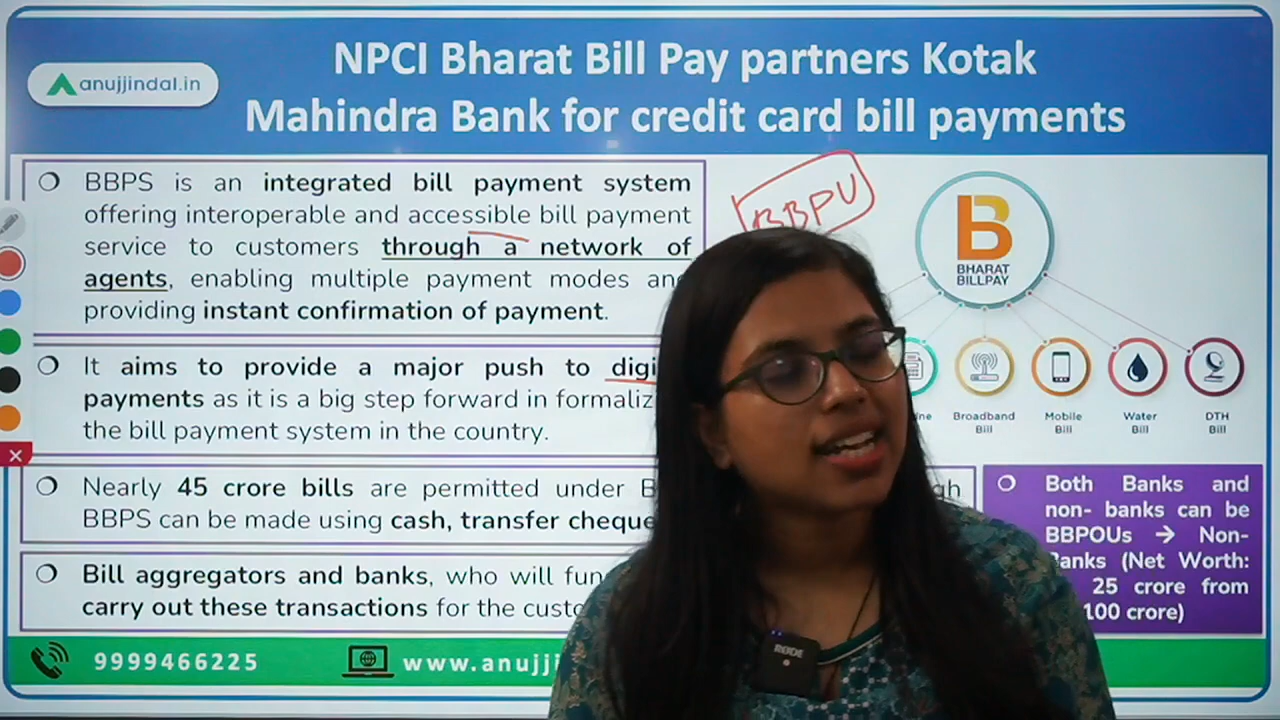 NPCI Bharat Bill Pay partners Kotak
Mahindra Bank for credit card bill payments
anujjindal.in
BBPS is an integrated bill payment system
offering interoperable and accessible bill payment
service to customers through a network of
agents, enabling multiple payment modes
providing instant confirmation of payment.
BBPU
BHARAT
BILLPAY
It aims to provide a major push to
payments as it is a big step forward in
the bill payment system in the country.
Broadband
Bill
Mobile
Bill
Water
Bill
DTH
Bill
Nearly 45 crore bills are permitted under
BBPS can be made using cash, transfer
Bill aggregators and banks, who will
carry out these transactions for the
Both Banks and
non- banks can be
BBPOUs → Non-
Banks (Net Worth:
25 crore from
100 crore)
9999466225
RØDE